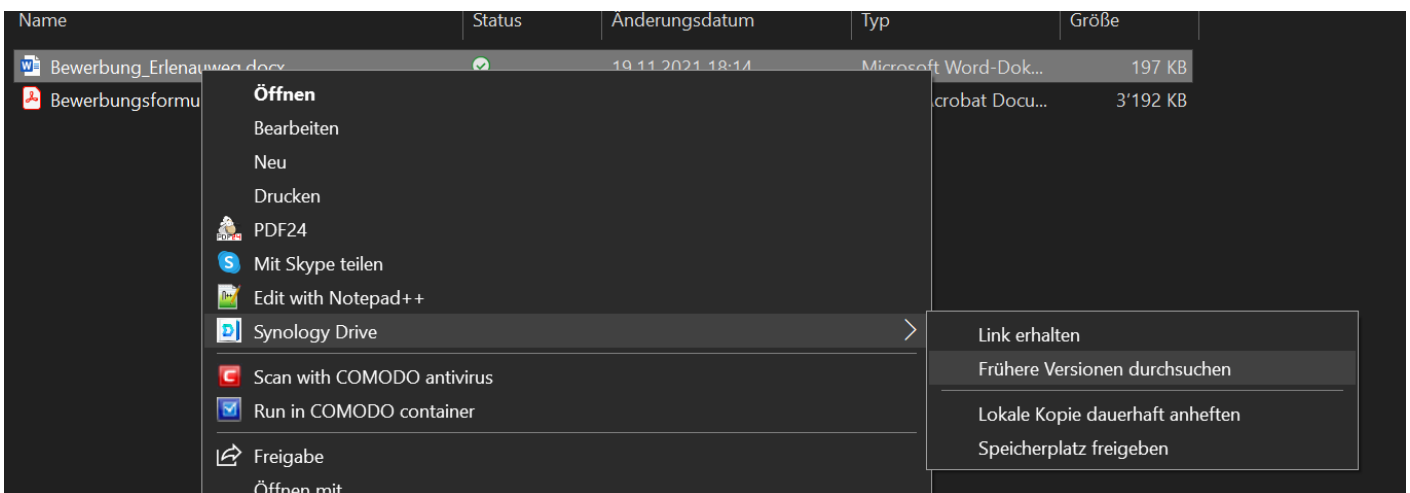 Name Status Änderungsdatum Typ Größe
Bewerbung_Erlenauweg.docx 19.11.2021 18:14 Microsoft Word-Dok... 197 KB
Bewerbungsformu Acrobat Docu... 3’192 KB
Öffnen
Bearbeiten
Neu
Drucken
PDF24
Mit Skype teilen
Edit with Notepad++
Synology Drive
Link erhalten
Frühere Versionen durchsuchen
Lokale Kopie dauerhaft anheften
Speicherplatz freigeben
Scan with COMODO antivirus
Run in COMODO container
Freigabe
Öffnen mit